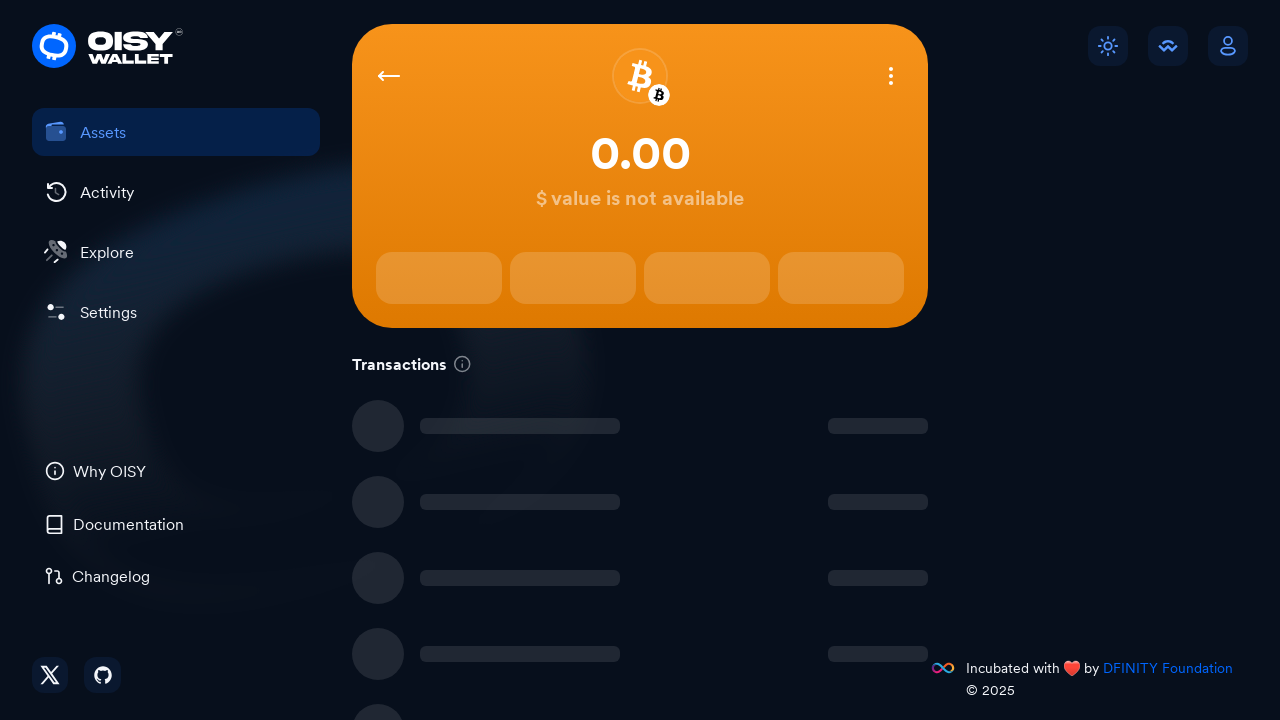 OISY
WALLET
Assets
Activity
Explore
Settings
Why OISY
Documentation
Changelog
0.00
$ value is not available
Transactions
Incubated with ❤️ by DFINITY Foundation
© 2025